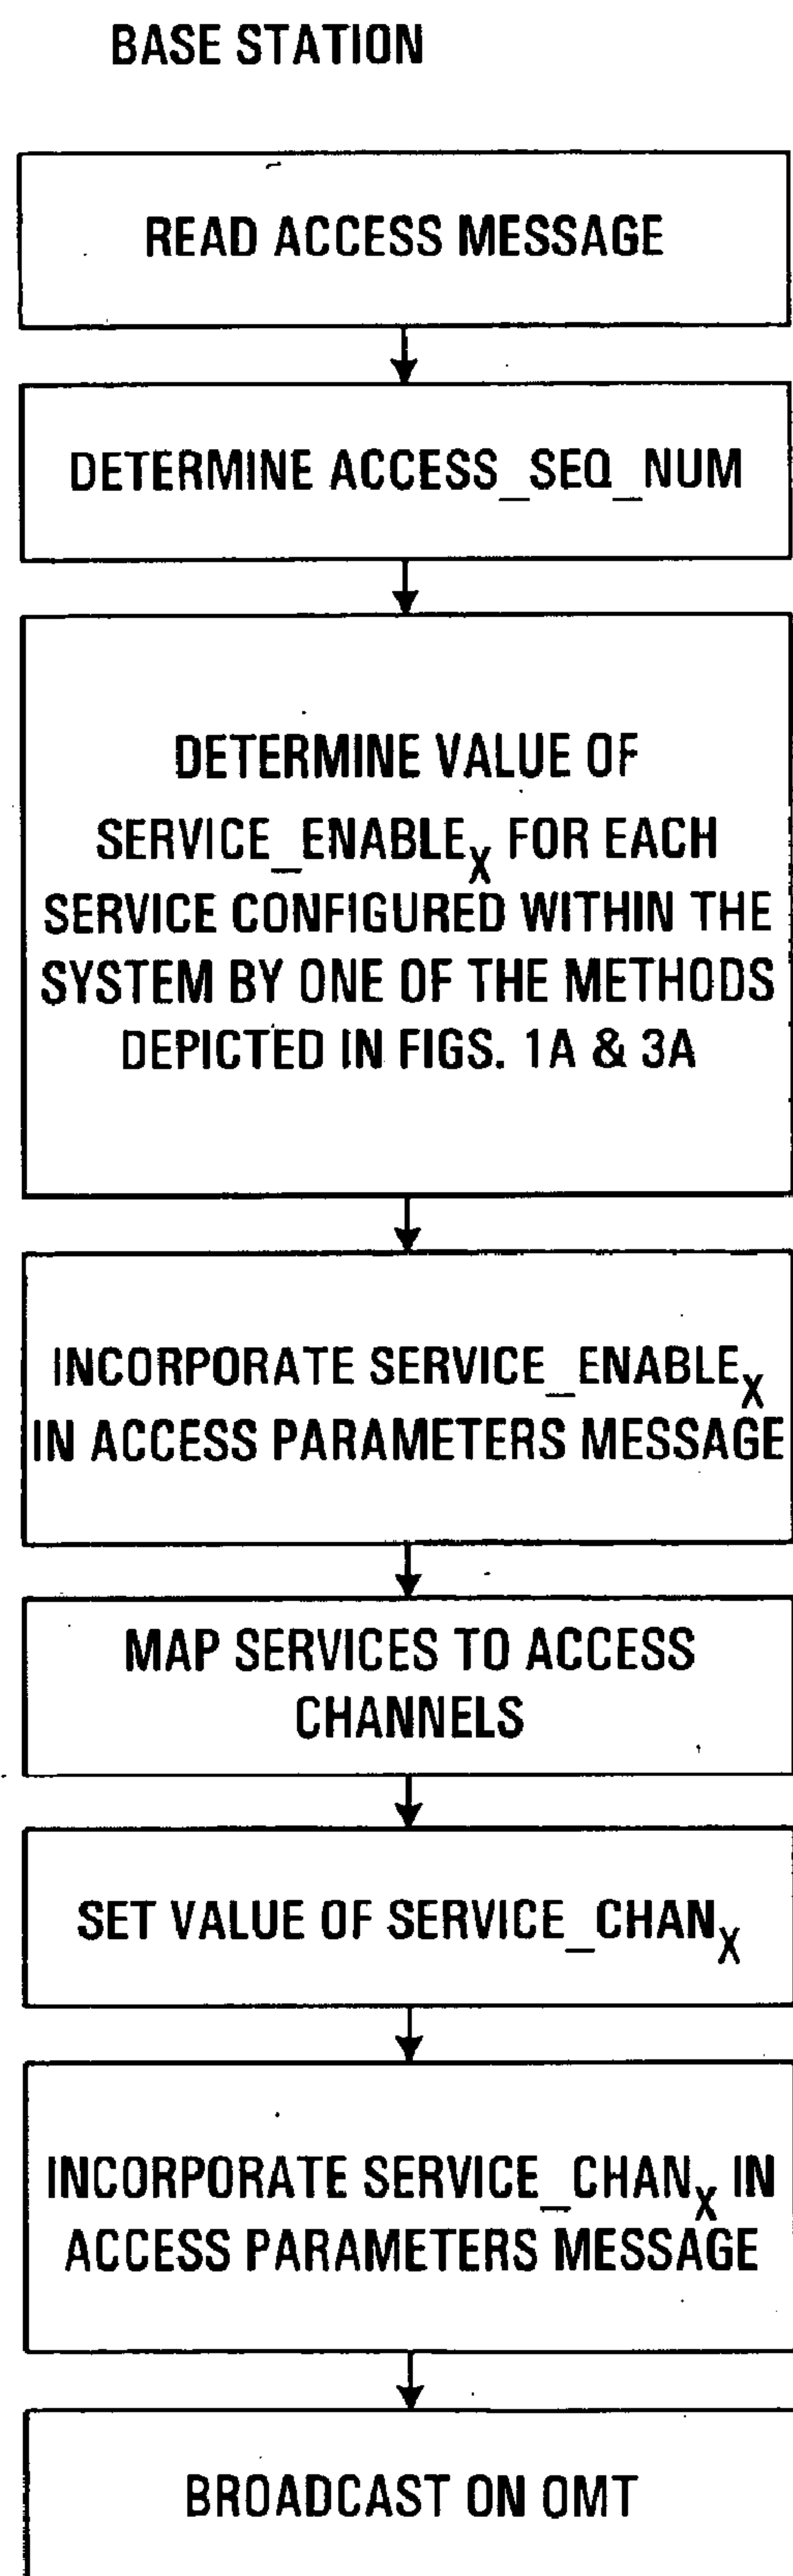 BASE STATION
READ ACCESS MESSAGE
DETERMINE ACCESS_SEQ_NUM
DETERMINE VALUE OF
SERVICE_ENABLEX FOR EACH
SERVICE CONFIGURED WITHIN THE
SYSTEM BY ONE OF THE METHODS
DEPICTED IN FIGS. 1A & 3A
INCORPORATE SERVICE_ENABLEX
IN ACCESS PARAMETERS MESSAGE
MAP SERVICES TO ACCESS
CHANNELS
SET VALUE OF SERVICE_CHANX
INCORPORATE SERVICE_CHANX IN
ACCESS PARAMETERS MESSAGE
BROADCAST ON OMT